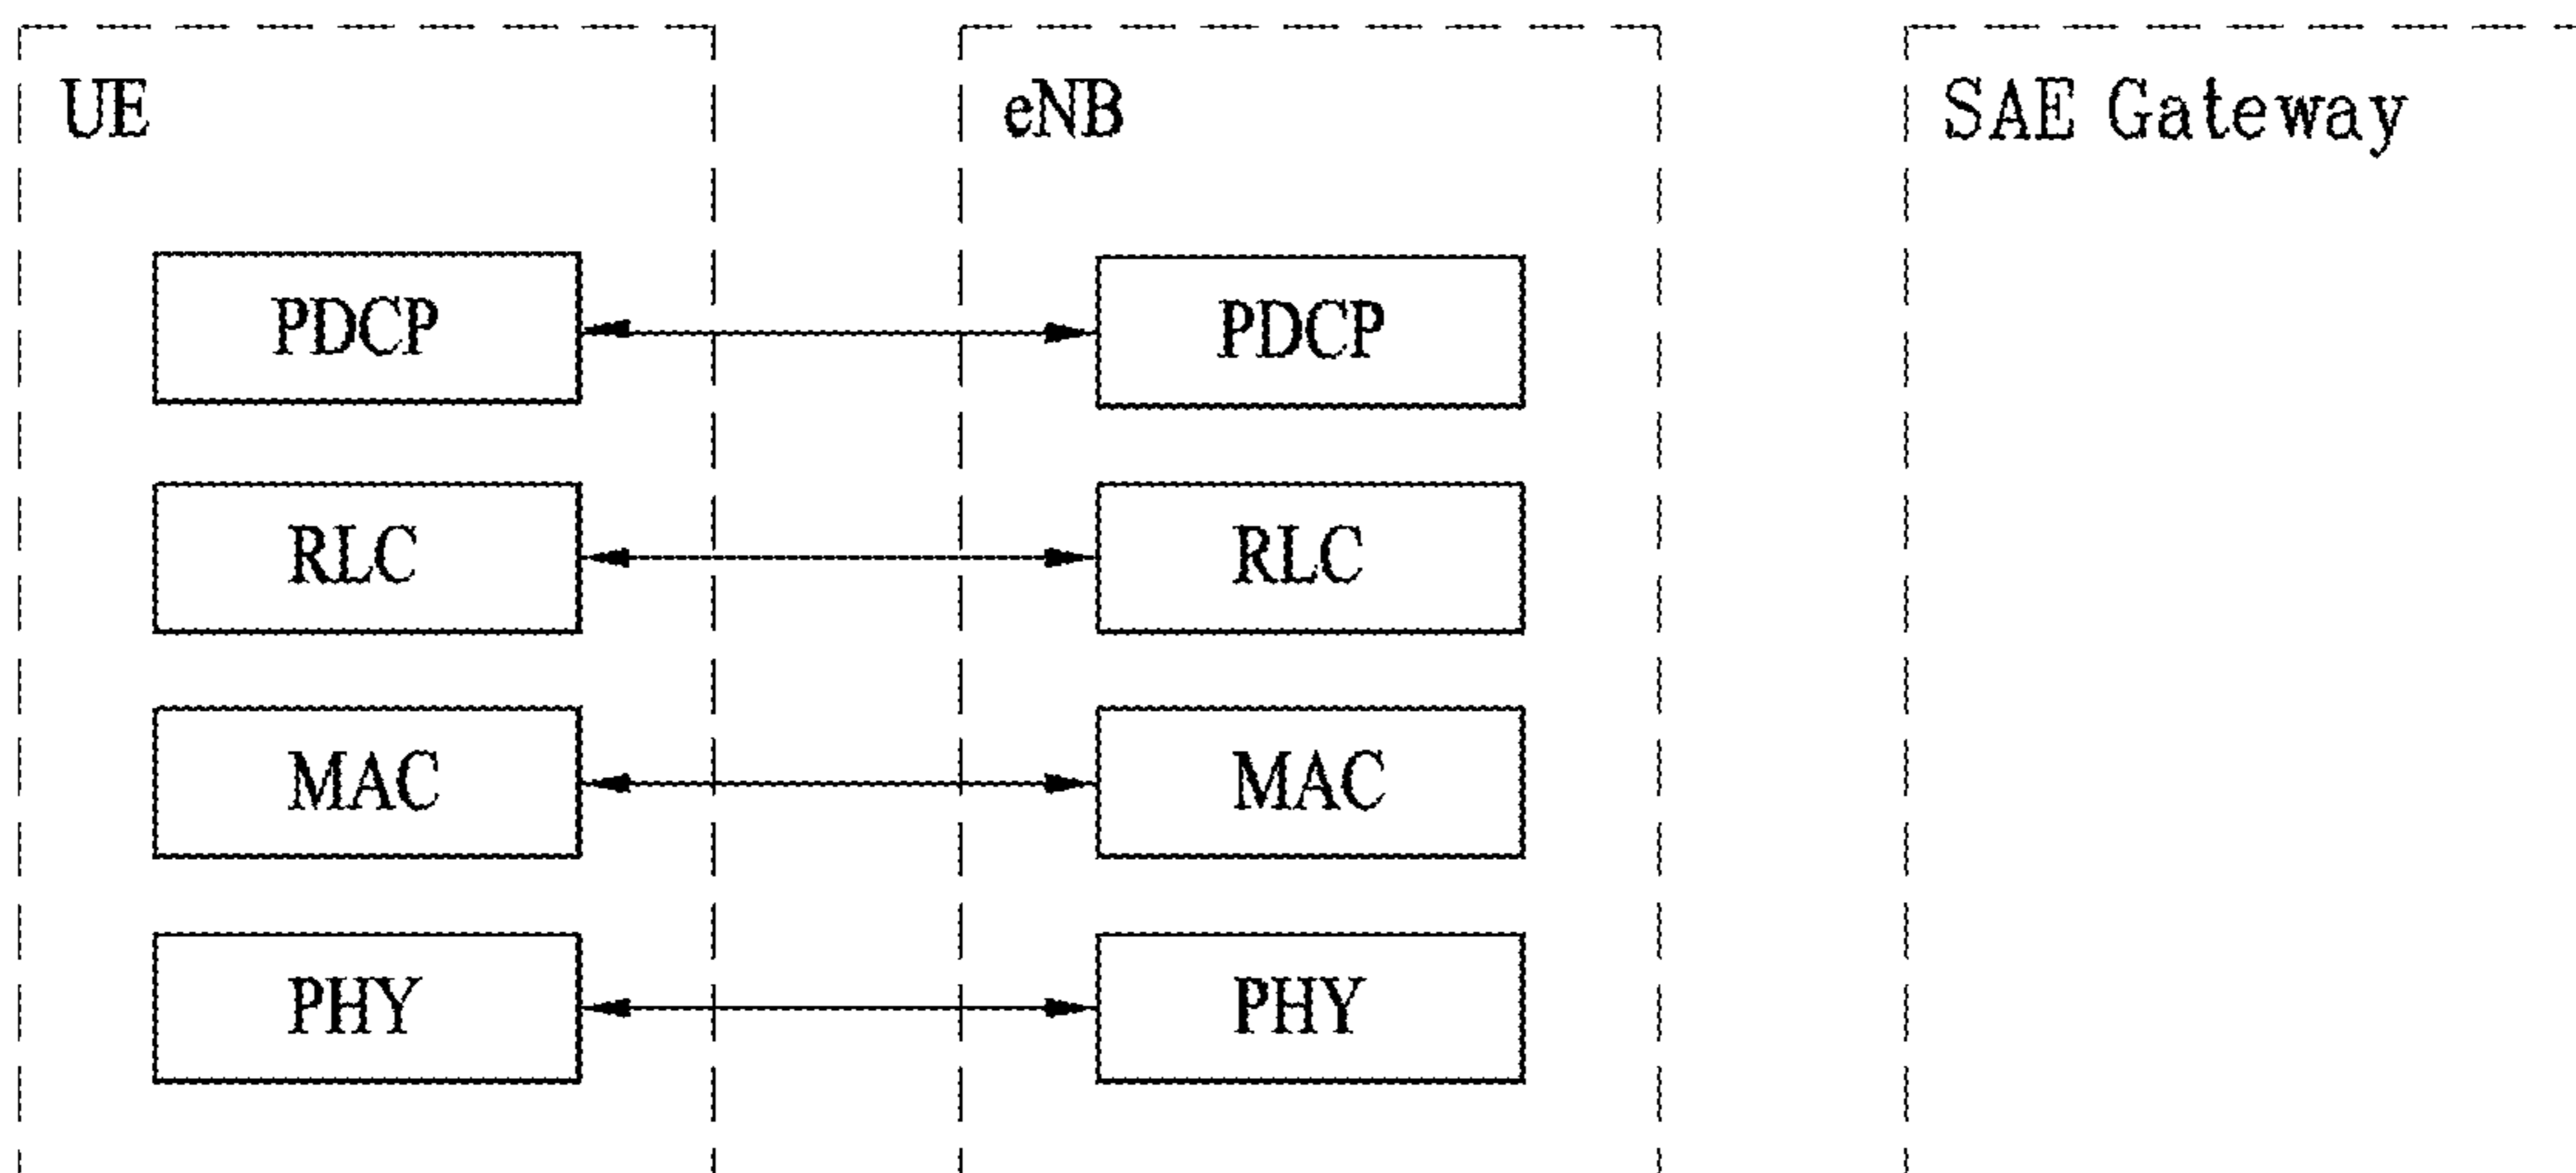 UE
eNB
SAE Gateway
PDCP
PDCP
RLC
RLC
MAC
MAC
PHY
PHY